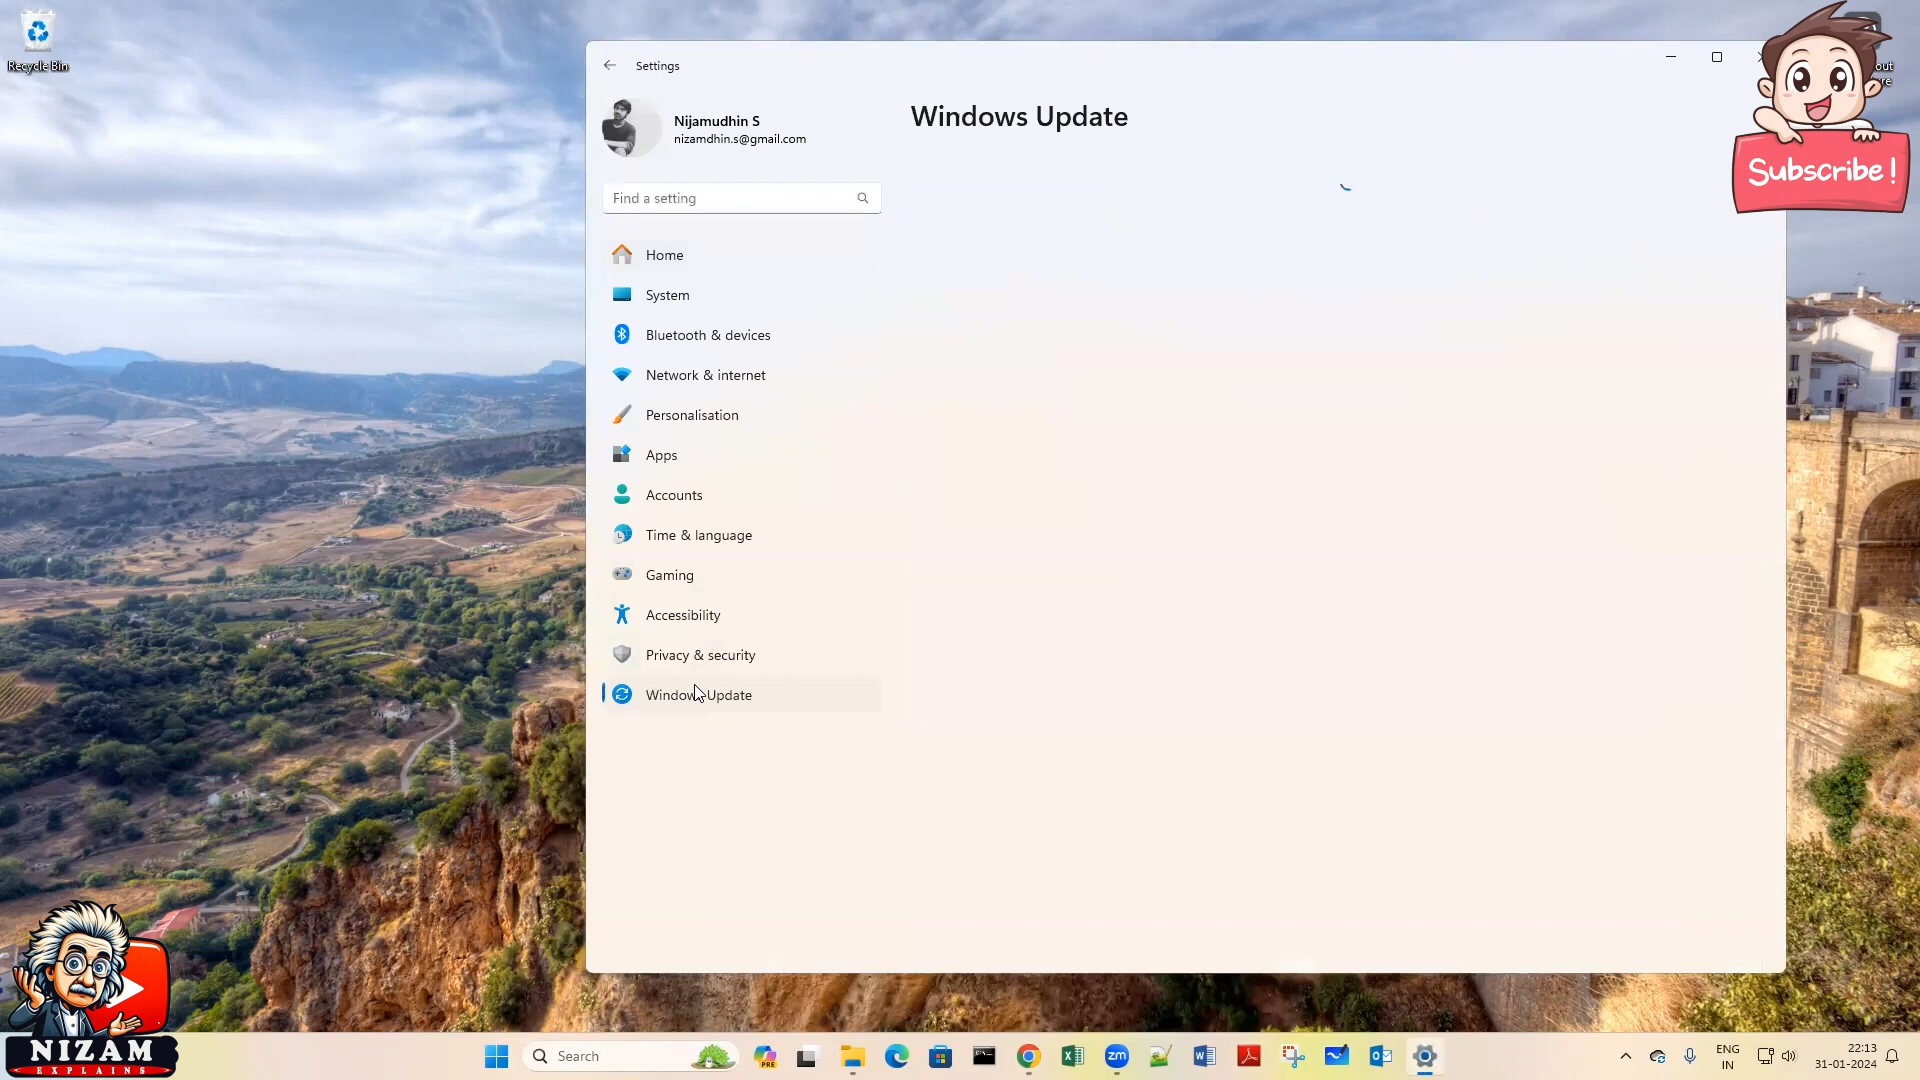 Recycle Bin
Settings
Nijamudhin S
nizamdhin.s@gmail.com
Find a setting
Home
System
Bluetooth & devices
Network & internet
Personalisation
Apps
Accounts
Time & language
Gaming
Accessibility
Privacy & security
Windows Update
Windows Update
Subscribe !
NIZAM
EXPLAINS
Search
PRE
zm
ENG
IN
22:13
31-01-2024